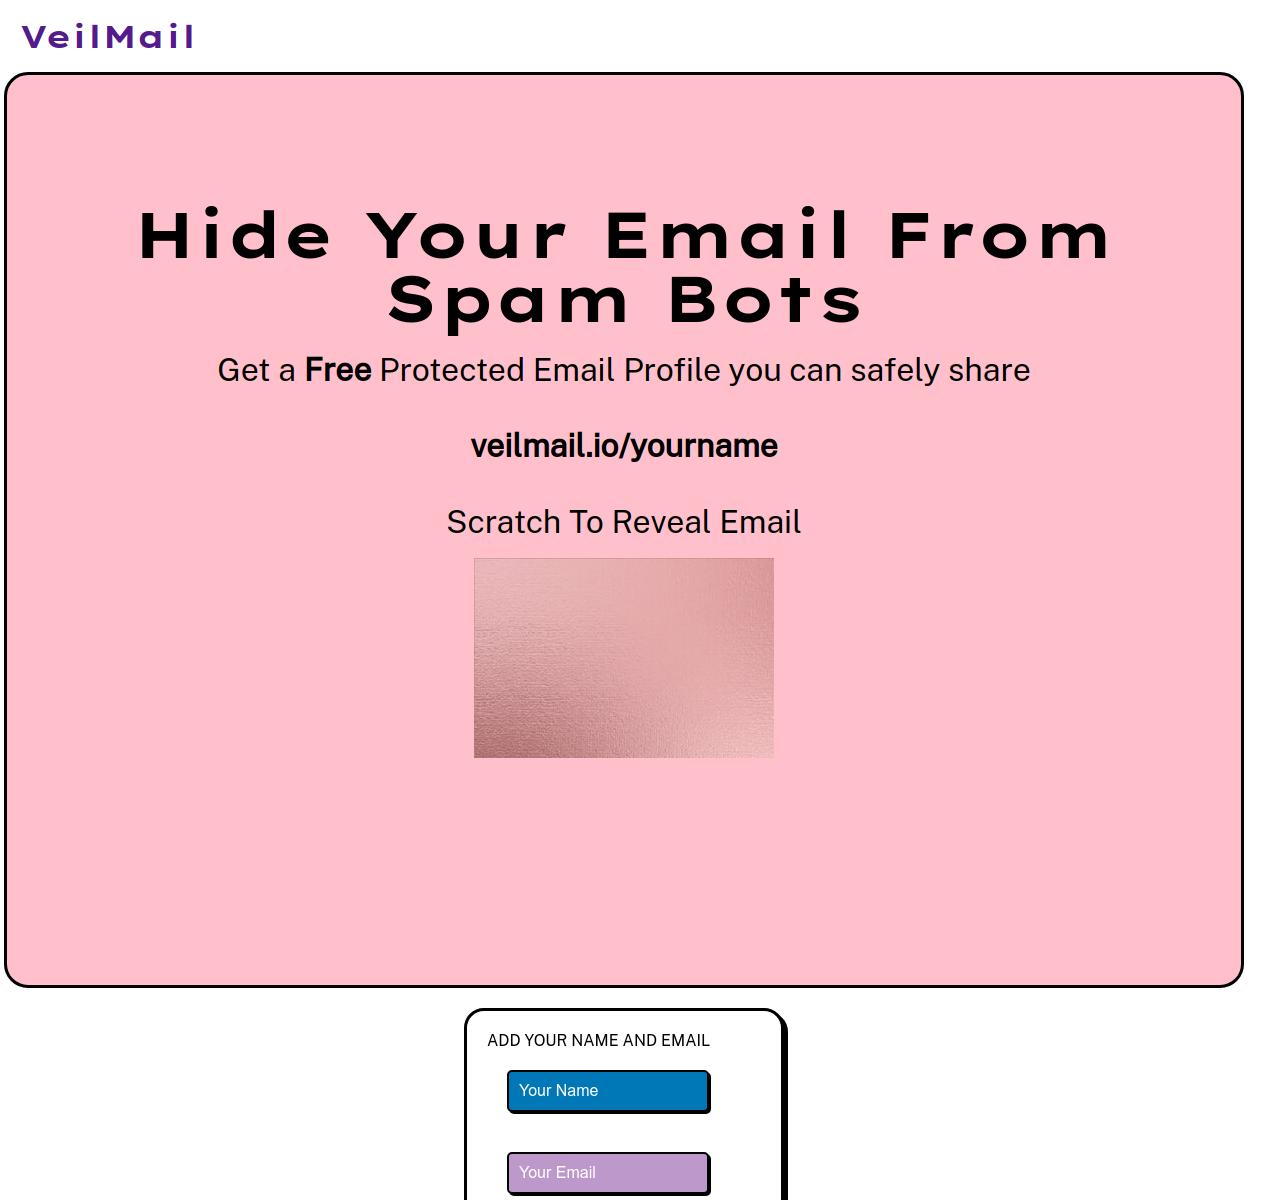 VeilMail
Hide Your Email From
Spam Bots
Get a Free Protected Email Profile you can safely share
veilmail.io/yourname
Scratch To Reveal Email
ADD YOUR NAME AND EMAIL
Your Name
Your Email